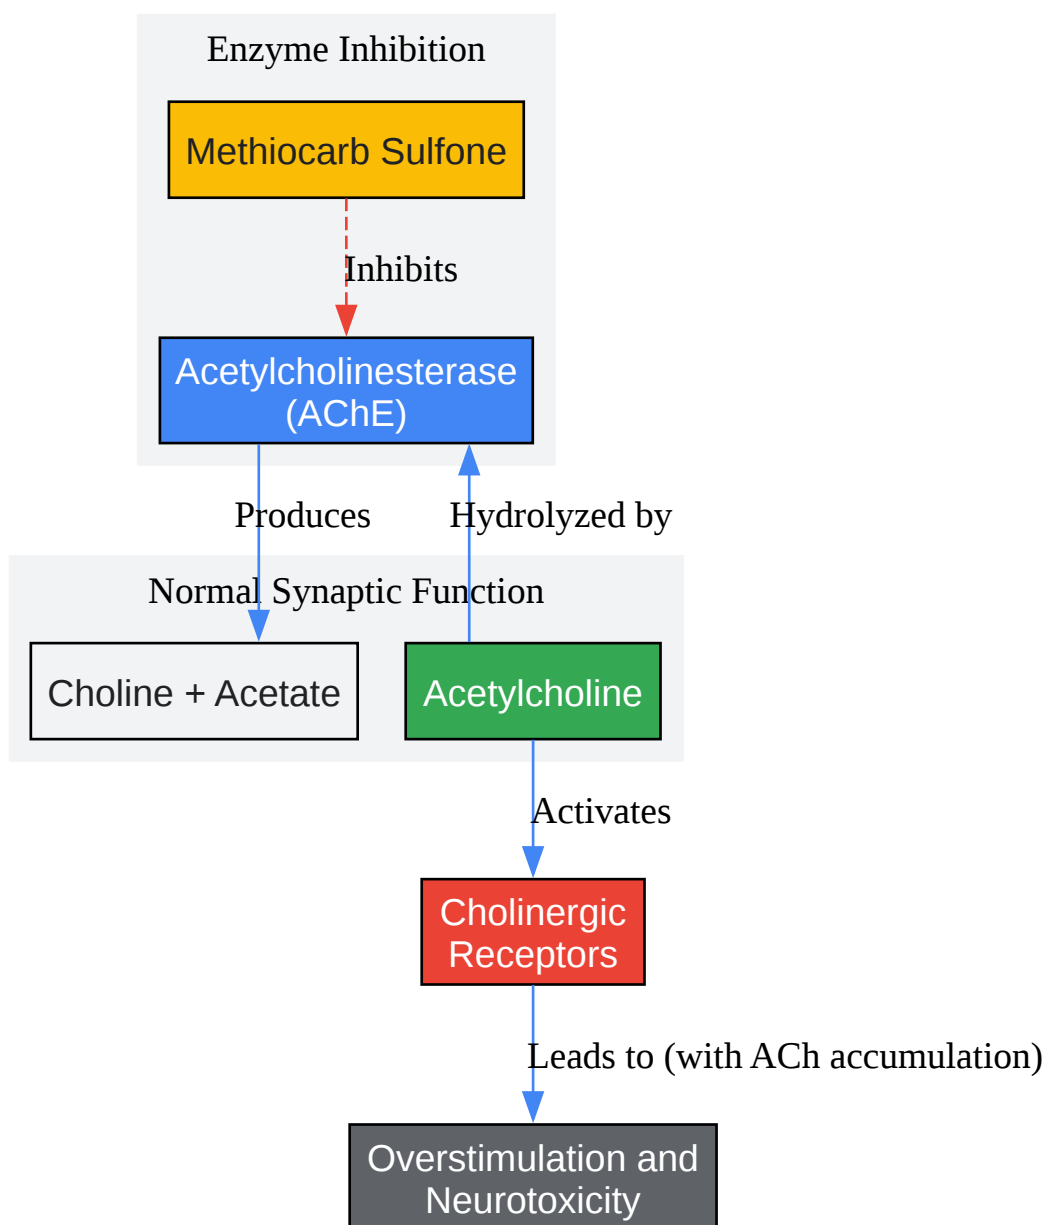 Enzyme Inhibition
Methiocarb Sulfone
Inhibits
Acetylcholinesterase
(AChE)
Produces
Hydrolyzed by
Normal Synaptic Function
Choline + Acetate
Acetylcholine
Activates
Cholinergic
Receptors
Leads to (with ACh accumulation)
Overstimulation and
Neurotoxicity